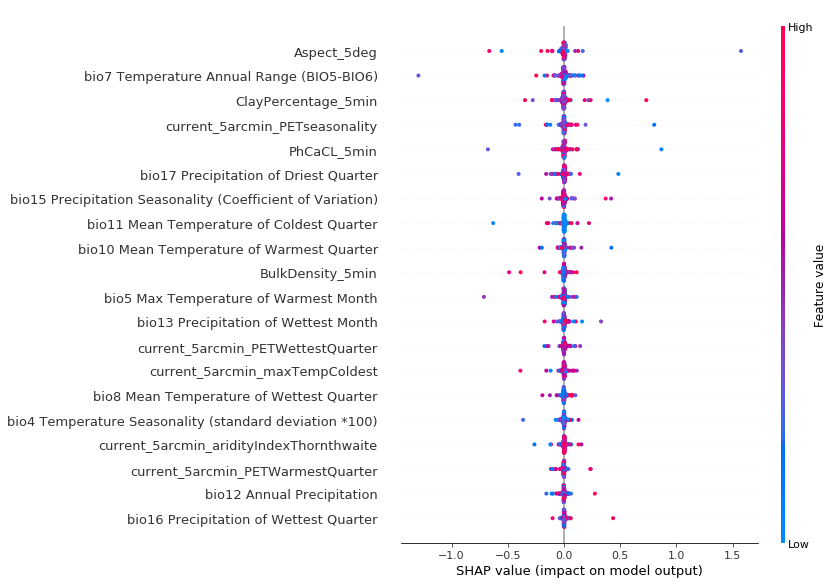 High
Aspect_5deg
bio7 Temperature Annual Range (BIO5-BIO6)
ClayPercentage_5min
current_5arcmin_PETseasonality
PhCaCL_5min
bio17 Precipitation of Driest Quarter
bio15 Precipitation Seasonality (Coefficient of Variation)
bio11 Mean Temperature of Coldest Quarter
bio10 Mean Temperature of Warmest Quarter
BulkDensity_5min
bio5 Max Temperature of Warmest Month
bio13 Precipitation of Wettest Month
current_5arcmin_PETWettestQuarter
current_5arcmin_maxTempColdest
bio8 Mean Temperature of Wettest Quarter
bio4 Temperature Seasonality (standard deviation *100)
current_5arcmin_aridityIndexThornthwaite
current_5arcmin_PETWarmestQuarter
bio12 Annual Precipitation
bio16 Precipitation of Wettest Quarter
Feature value
Low
−1.0 −0.5 0.0 0.5 1.0 1.5
SHAP value (impact on model output)